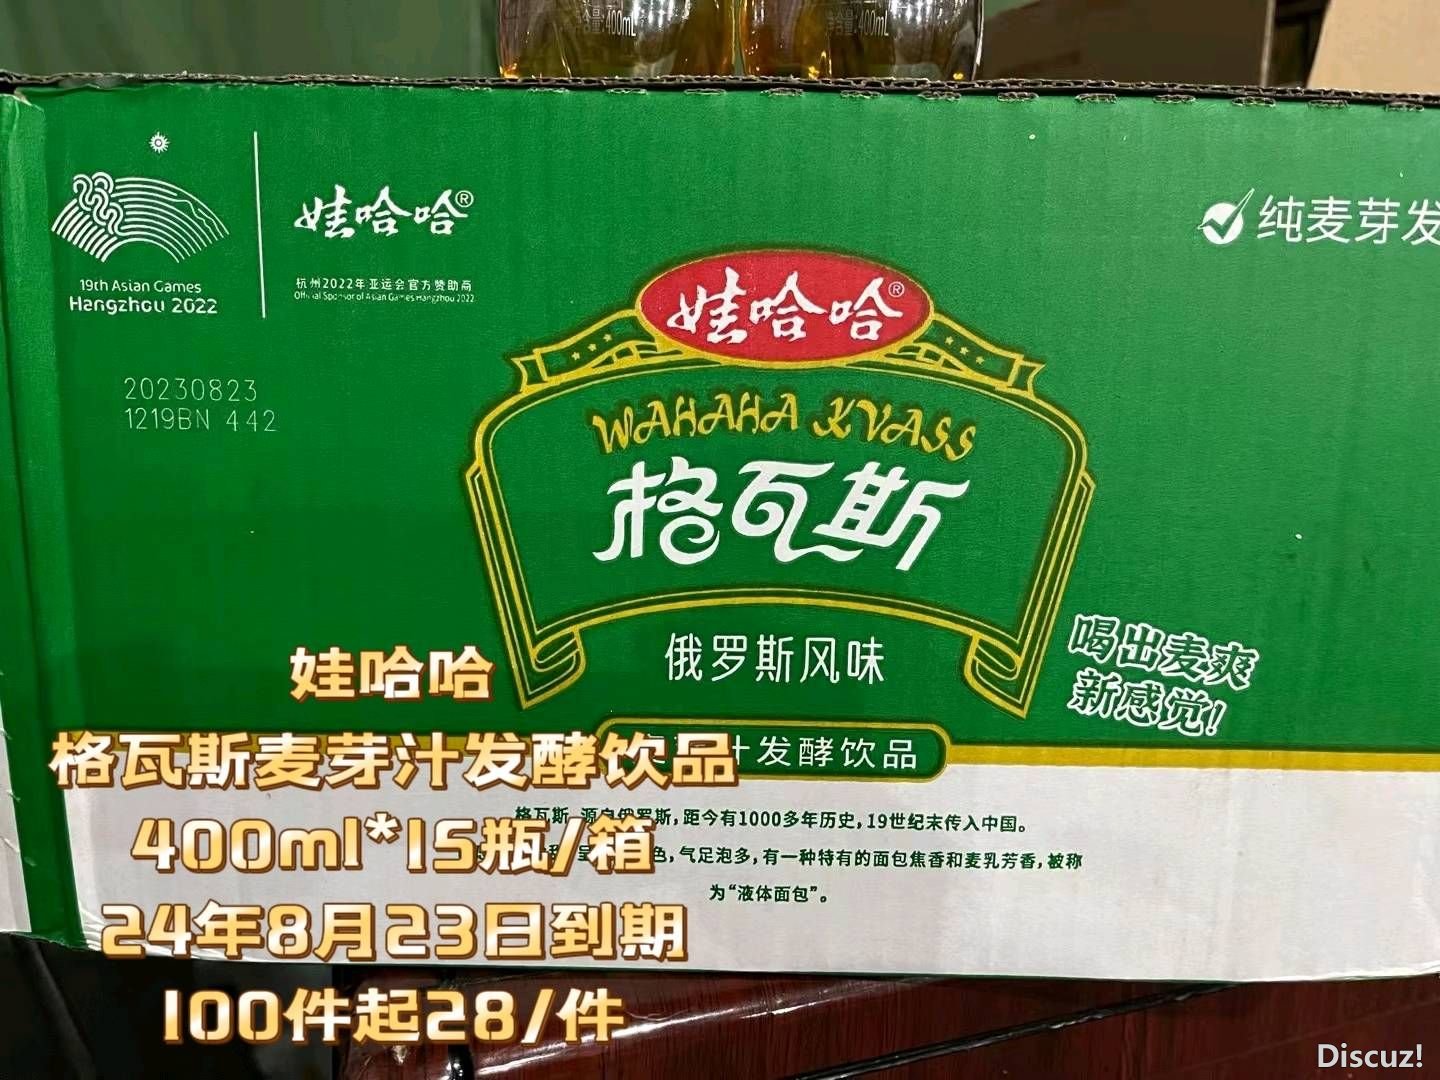 净含量:400mL
净含量:400mL
19th Asian Games
Hangzhou 2022
娃哈哈®
杭州2022年亚运会官方赞助商
Official Sponsor of Asian Games Hangzhou 2022
纯麦芽发
20230823
1219BN 442
娃哈哈®
WAHAHA KVASS
格瓦斯
俄罗斯风味
喝出麦爽
新感觉!
汁发酵饮品
格瓦斯,源自俄罗斯,距今有1000多年历史,19世纪末传入中国。
色,气足泡多,有一种特有的面包焦香和麦乳芳香,被称
为“液体面包”。
娃哈哈
格瓦斯麦芽汁发酵饮品
400ml*15瓶/箱
24年8月23日到期
100件起28/件
Discuz!